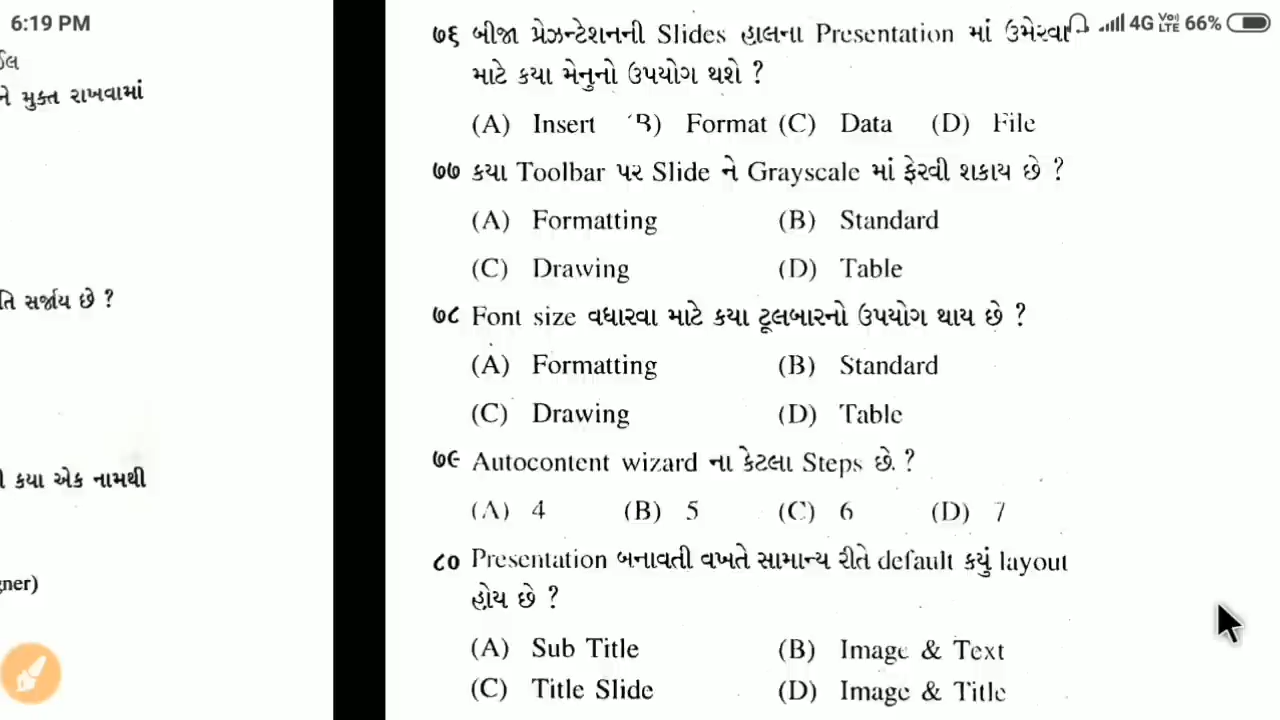 6:19 PM
4G VoLTE 66%
ને મુક્ત રાખવામાં
સર્જાય છે ?
કયા એક નામથી
૭૬ બીજા પ્રેઝન્ટેશનની Slides હાલના Presentation માં ઉમેરવા
માટે કયા મેનુનો ઉપયોગ થશે ?
(A) Insert (B) Format (C) Data (D) File
૭૭ કયા Toolbar પર Slide ને Grayscale માં ફેરવી શકાય છે ?
(A) Formatting (B) Standard
(C) Drawing (D) Table
૭૮ Font size વધારવા માટે કયા ટૂલબારનો ઉપયોગ થાય છે ?
(A) Formatting (B) Standard
(C) Drawing (D) Table
૭૯ Autocontent wizard ના કેટલા Steps છે. ?
(A) 4 (B) 5 (C) 6 (D) 7
૮૦ Presentation બનાવતી વખતે સામાન્ય રીતે default કયું layout
હોય છે ?
(A) Sub Title (B) Image & Text
(C) Title Slide (D) Image & Title